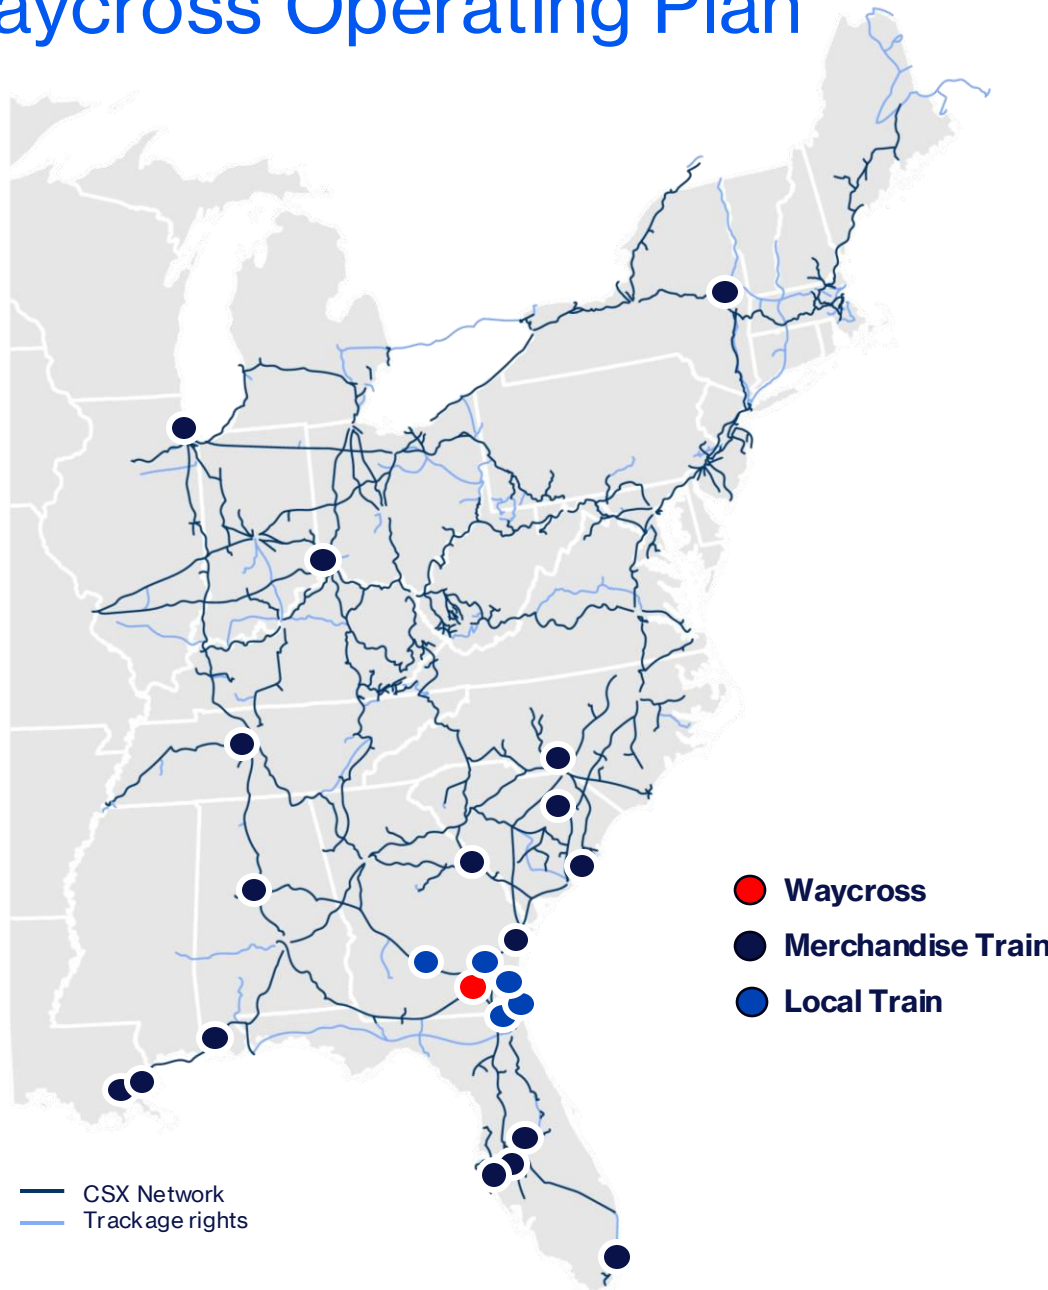 aycross Operating Plan
Waycross
Merchandise Train
Local Train
CSX Network
Trackage rights